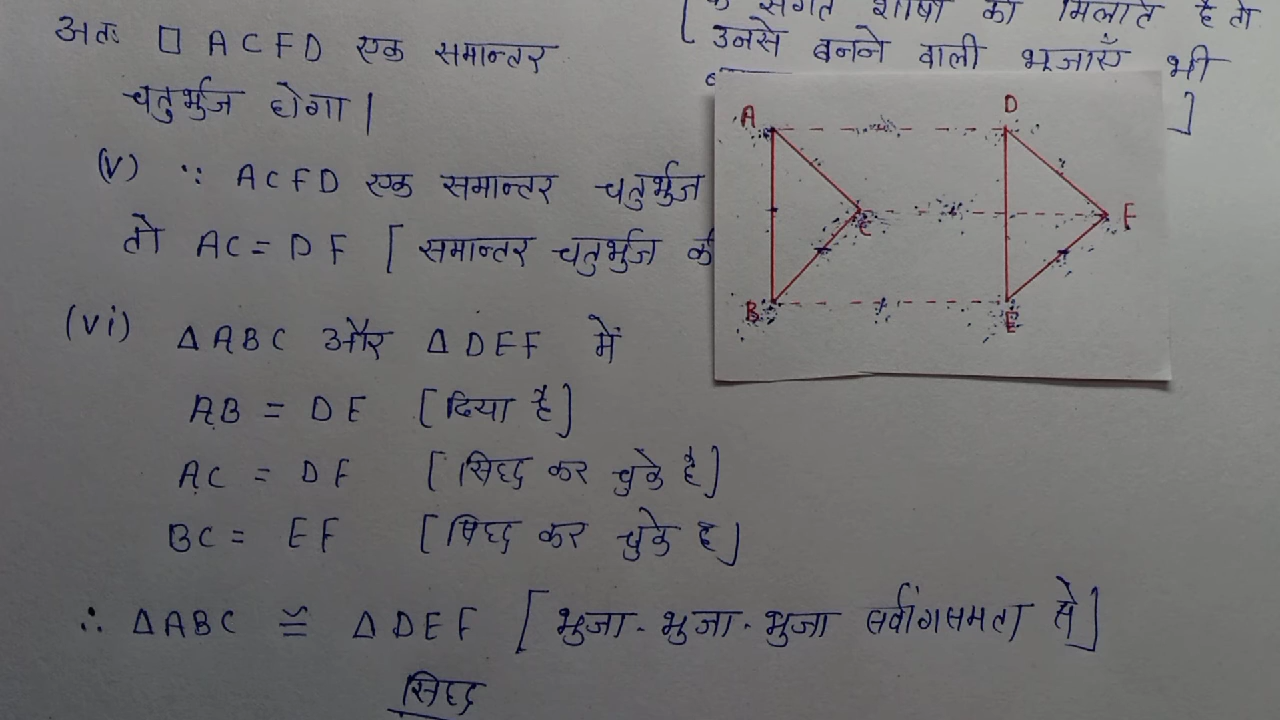 के संगत शीर्षों को मिलाते है तो
उनसे बनने वाली भूजाएँ भी
]
अतः □ ACFD एक समान्तर
चतुर्भुज होगा |
(v) ∵ ACFD एक समान्तर चतुर्भुज
तो AC = DF [ समान्तर चतुर्भुज की
(vi) ΔABC और ΔDEF में
AB = DE [दिया है]
AC = DF [सिद्ध कर चुके है]
BC = EF [सिद्ध कर चुके है]
∴ ΔABC ≅ ΔDEF [भुजा-भुजा-भुजा सर्वांगसमता से]
सिद्ध
A D
C F
B E